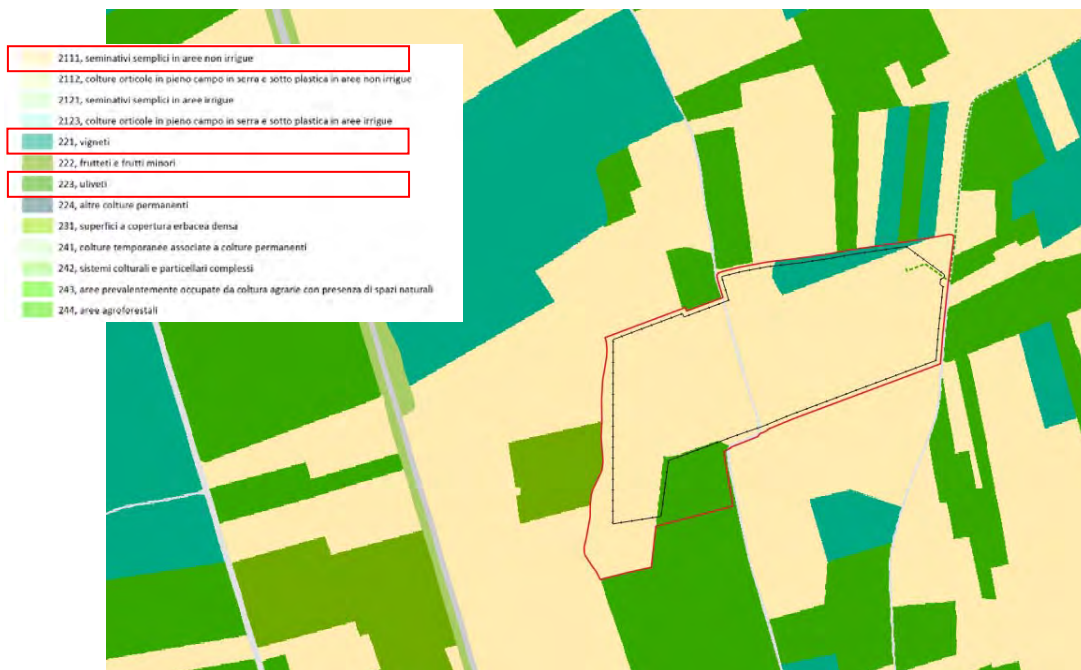 2111, seminativi semplici in aree non irrigue
2112, colture orticole in pieno campo in serra e sotto plastica in aree non irrigue
2121, seminativi semplici in aree irrigue
2123, colture orticole in pieno campo in serra e sotto plastica in aree irrigue
221, vigneti
222, frutteti e frutti minori
223, uliveti
224, altre colture permanenti
231, superfici a copertura erbacea densa
241, colture temporanee associate a colture permanenti
242, sistemi colturali e particellari complessi
243, aree prevalentemente occupate da coltura agrarie con presenza di spazi naturali
244, aree agroforestali